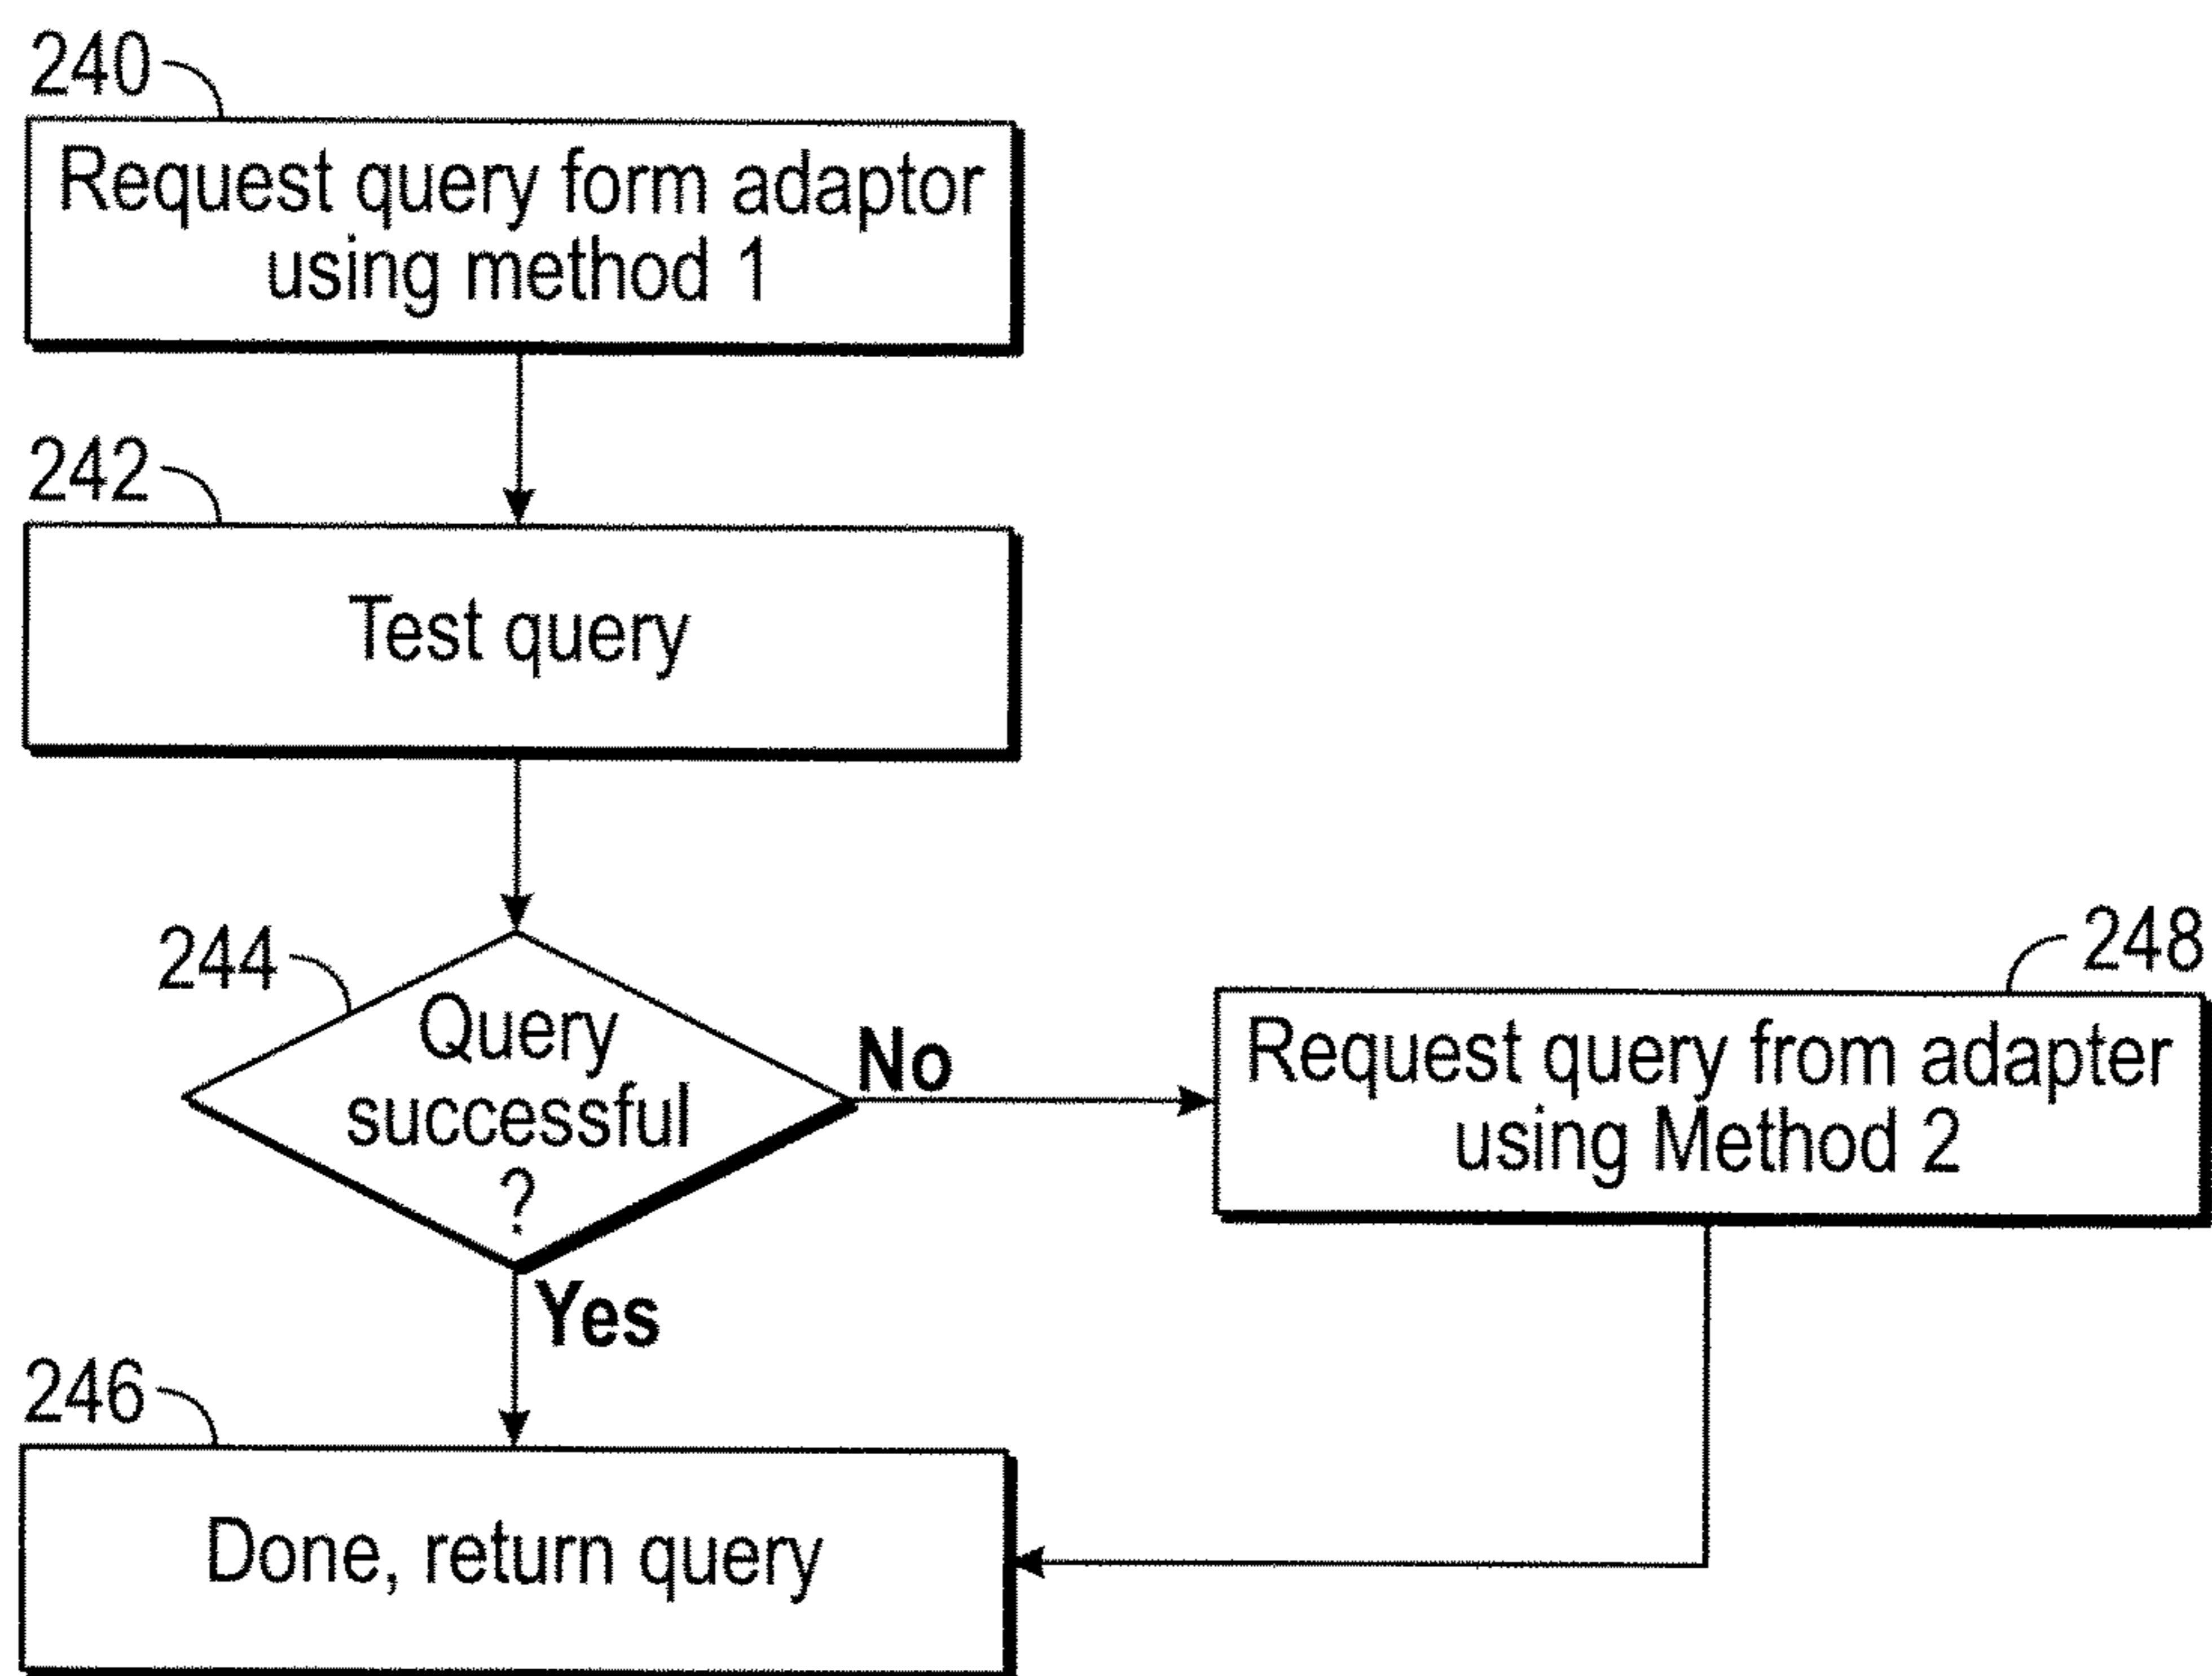 240
Request query form adaptor
using method 1
242
Test query
244
Query
successful
?
No
248
Request query from adapter
using Method 2
Yes
246
Done, return query